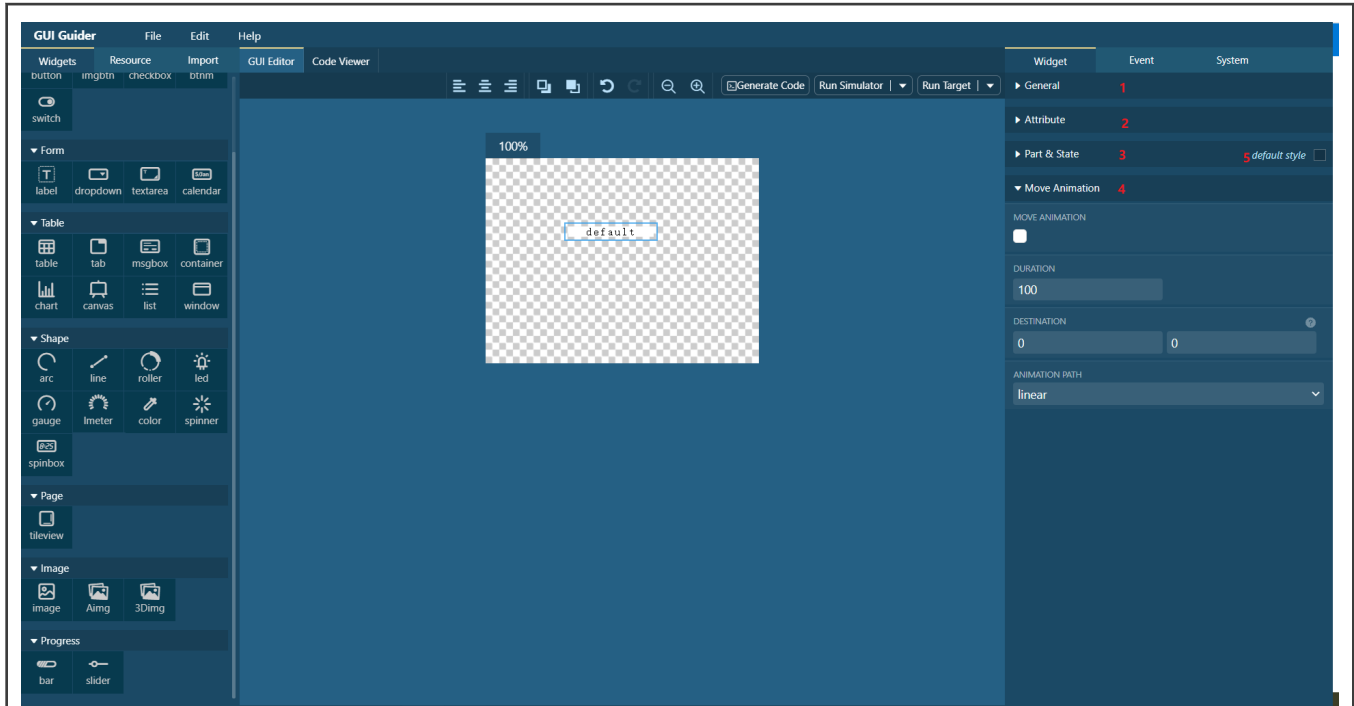 GUI Guider File Edit Help
Widgets Resource Import GUI Editor Code Viewer Widget Event System
button imgbtn checkbox btnm
Generate Code Run Simulator Run Target
General 1
switch
Attribute 2
Form
100%
Part & State 3 5 default style
label dropdown textarea calendar
Move Animation 4
Table
MOVE ANIMATION
default
table tab msgbox container
DURATION
100
chart canvas list window
DESTINATION
0 0
Shape
ANIMATION PATH
arc line roller led
linear
gauge lmeter color spinner
spinbox
Page
tileview
Image
image Aimg 3Dimg
Progress
bar slider